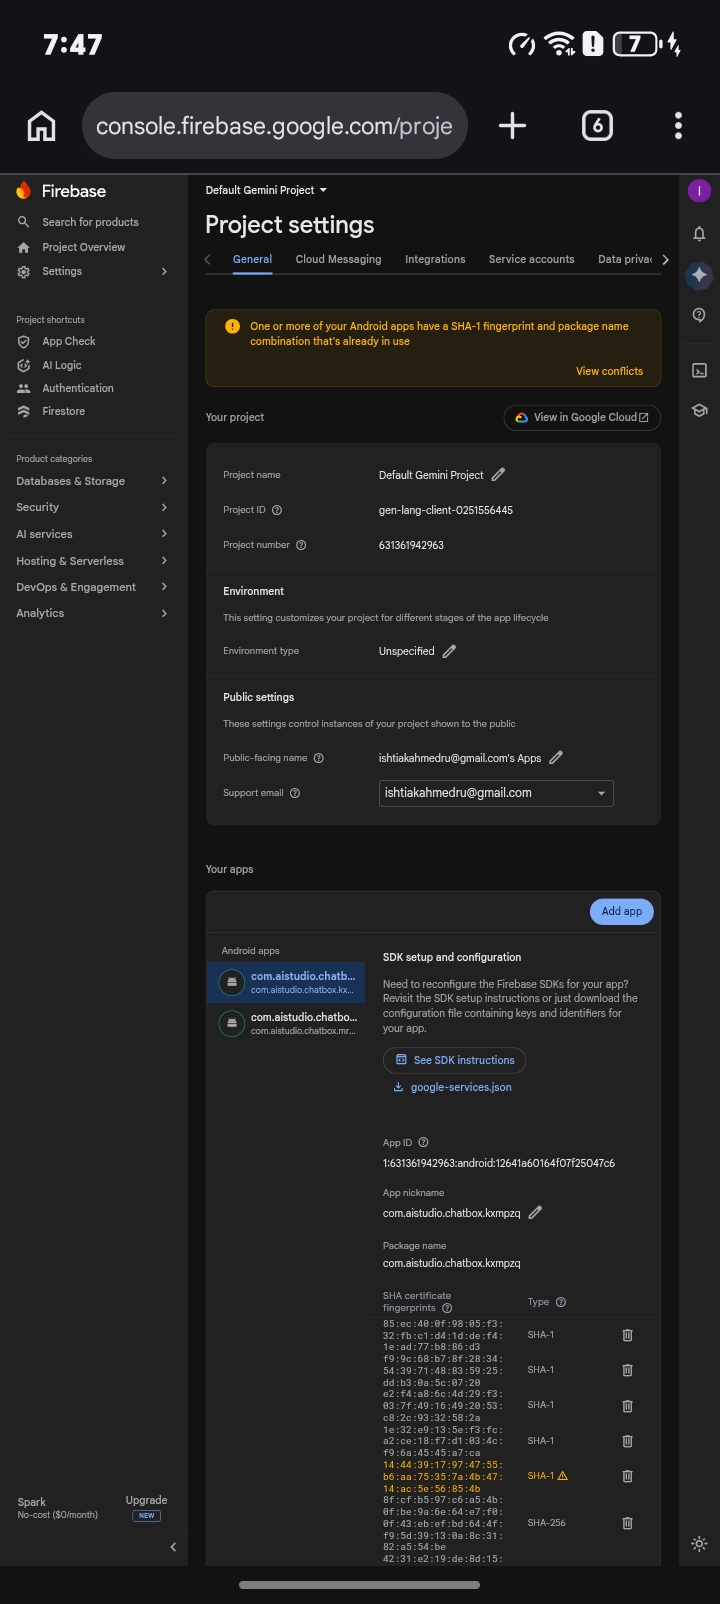 7:47
7
console.firebase.google.com/proje
6
Firebase
Search for products
Project Overview
Settings
Project shortcuts
App Check
AI Logic
Authentication
Firestore
Product categories
Databases & Storage
Security
AI services
Hosting & Serverless
DevOps & Engagement
Analytics
Spark
No-cost ($0/month)
Upgrade
NEW
Default Gemini Project
I
Project settings
General
Cloud Messaging
Integrations
Service accounts
Data privac
One or more of your Android apps have a SHA-1 fingerprint and package name
combination that's already in use
View conflicts
Your project
View in Google Cloud
Project name
Default Gemini Project
Project ID
gen-lang-client-0251556445
Project number
631361942963
Environment
This setting customizes your project for different stages of the app lifecycle
Environment type
Unspecified
Public settings
These settings control instances of your project shown to the public
Public-facing name
ishtiakahmedru@gmail.com's Apps
Support email
ishtiakahmedru@gmail.com
Your apps
Add app
Android apps
com.aistudio.chatb...
com.aistudio.chatbox.kx...
com.aistudio.chatbo...
com.aistudio.chatbox.mr...
SDK setup and configuration
Need to reconfigure the Firebase SDKs for your app?
Revisit the SDK setup instructions or just download the
configuration file containing keys and identifiers for
your app.
See SDK instructions
google-services.json
App ID
1:631361942963:android:12641a60164f07f25047c6
App nickname
com.aistudio.chatbox.kxmpzq
Package name
com.aistudio.chatbox.kxmpzq
SHA certificate
fingerprints
Type
85:ec:40:0f:98:05:f3:
32:fb:c1:d4:1d:de:f4:
1e:ad:77:b8:86:d3
SHA-1
f9:9c:68:b7:8f:28:34:
54:39:71:48:83:59:25:
dd:b3:0a:5c:07:20
SHA-1
e2:f4:a8:6c:4d:29:f3:
03:7f:49:16:49:20:53:
c8:2c:93:32:58:2a
SHA-1
1e:32:e9:13:5e:f3:fc:
a2:ce:18:f7:d1:03:4c:
f9:6a:45:45:a7:ca
SHA-1
14:44:39:17:97:47:55:
b6:aa:75:35:7a:4b:47:
14:ac:5e:56:85:4b
SHA-1
8f:cf:b5:97:c6:a5:4b:
0f:be:9a:6e:64:e7:f0:
0f:43:eb:ef:bd:64:4f:
f9:5d:39:13:0a:8c:31:
82:a5:54:be
SHA-256
42:31:e2:19:de:8d:15: